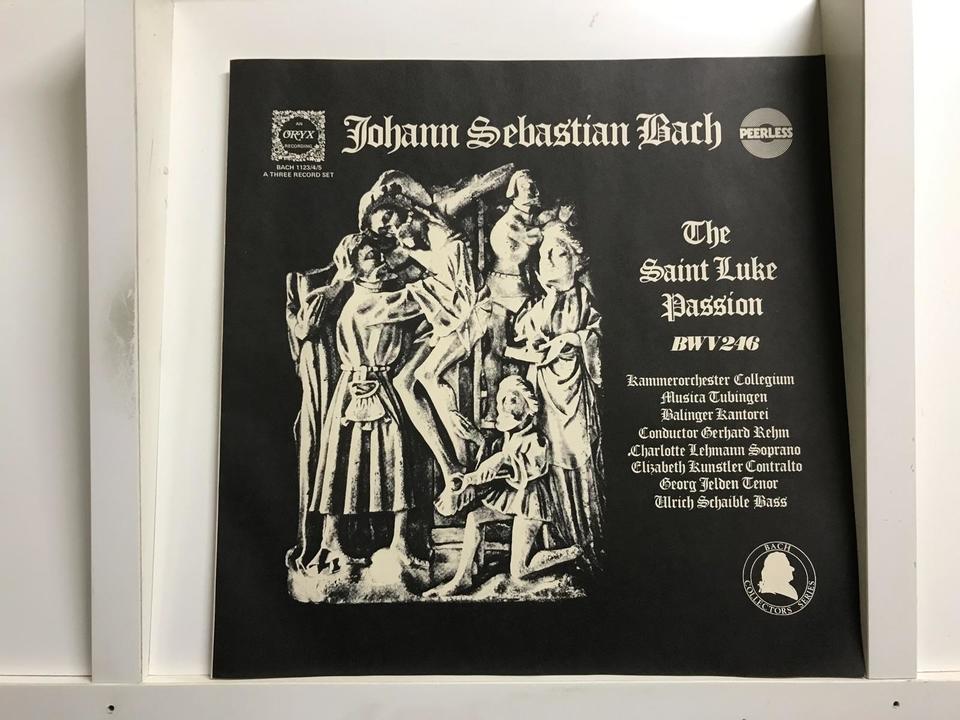 AN
ORYX
RECORDING
BACH 1123/4/5
A THREE RECORD SET
Johann Sebastian Bach
PEERLESS
The
Saint Luke
Passion
BWV 246
Kammerorchester Collegium
Musica Tubingen
Balinger Kantorei
Conductor Gerhard Rehm
Charlotte Lehmann Soprano
Elizabeth Kunstler Contralto
Georg Jelden Tenor
Ulrich Schaible Bass
BACH
COLLECTORS SERIES